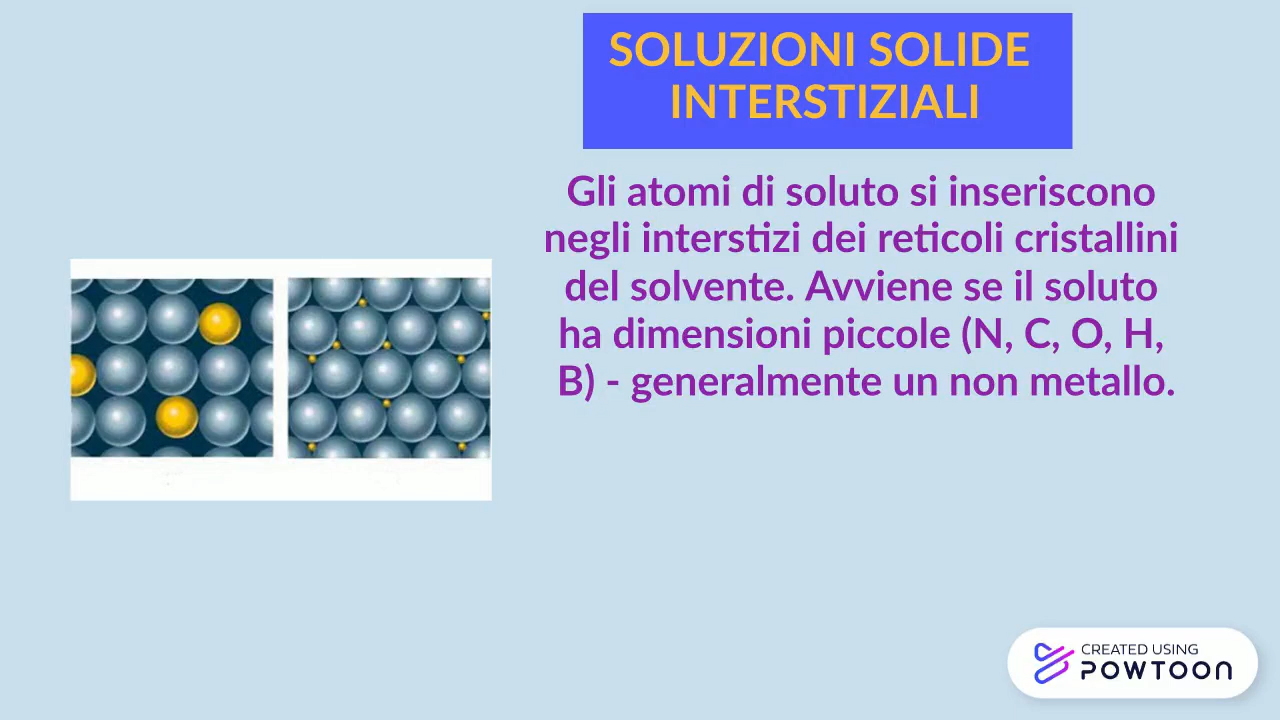 SOLUZIONI SOLIDE
INTERSTIZIALI
Gli atomi di soluto si inseriscono
negli interstizi dei reticoli cristallini
del solvente. Avviene se il soluto
ha dimensioni piccole (N, C, O, H,
B) - generalmente un non metallo.
CREATED USING
POWTOON